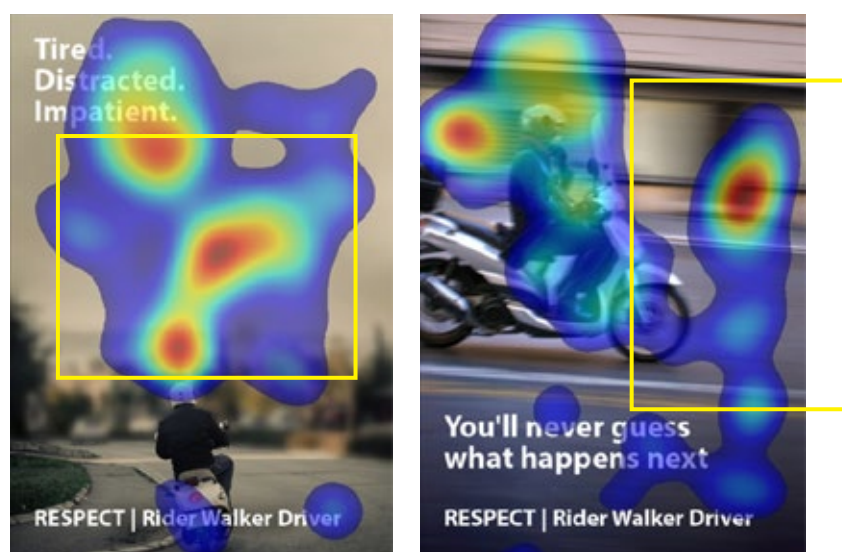 Tired.
Distracted.
Impatient.
RESPECT | Rider Walker Driver
You'll never guess
what happens next
RESPECT | Rider Walker Driver